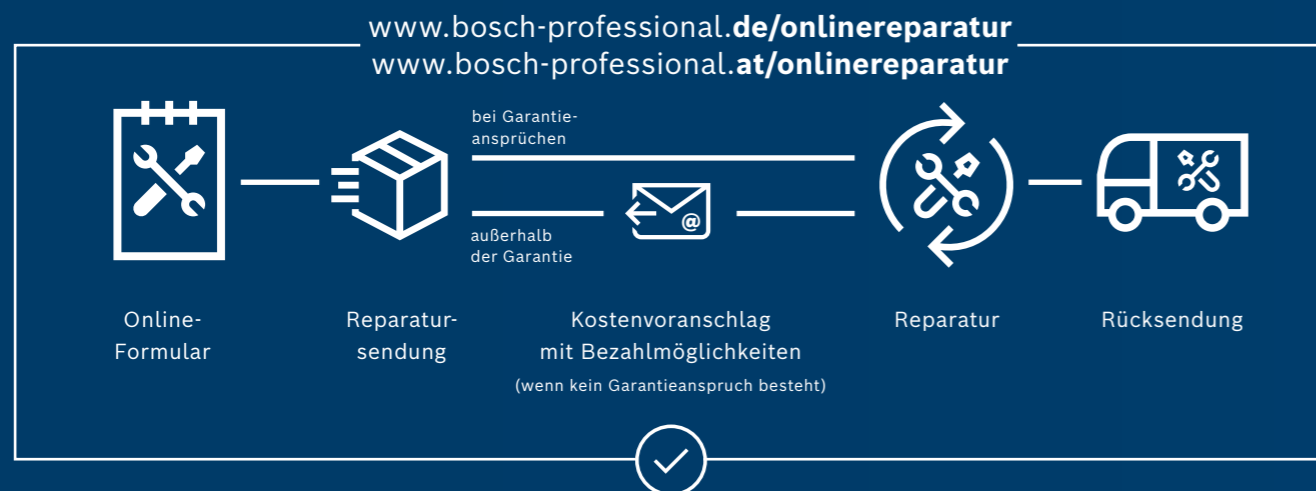 www.bosch-professional.de/onlinereparatur
www.bosch-professional.at/onlinereparatur
bei Garantie-
ansprüchen
@
außerhalb
der Garantie
Online-
Formular
Reparatur-
sendung
Kostenvoranschlag
mit Bezahlmöglichkeiten
(wenn kein Garantieanspruch besteht)
Reparatur
Rücksendung